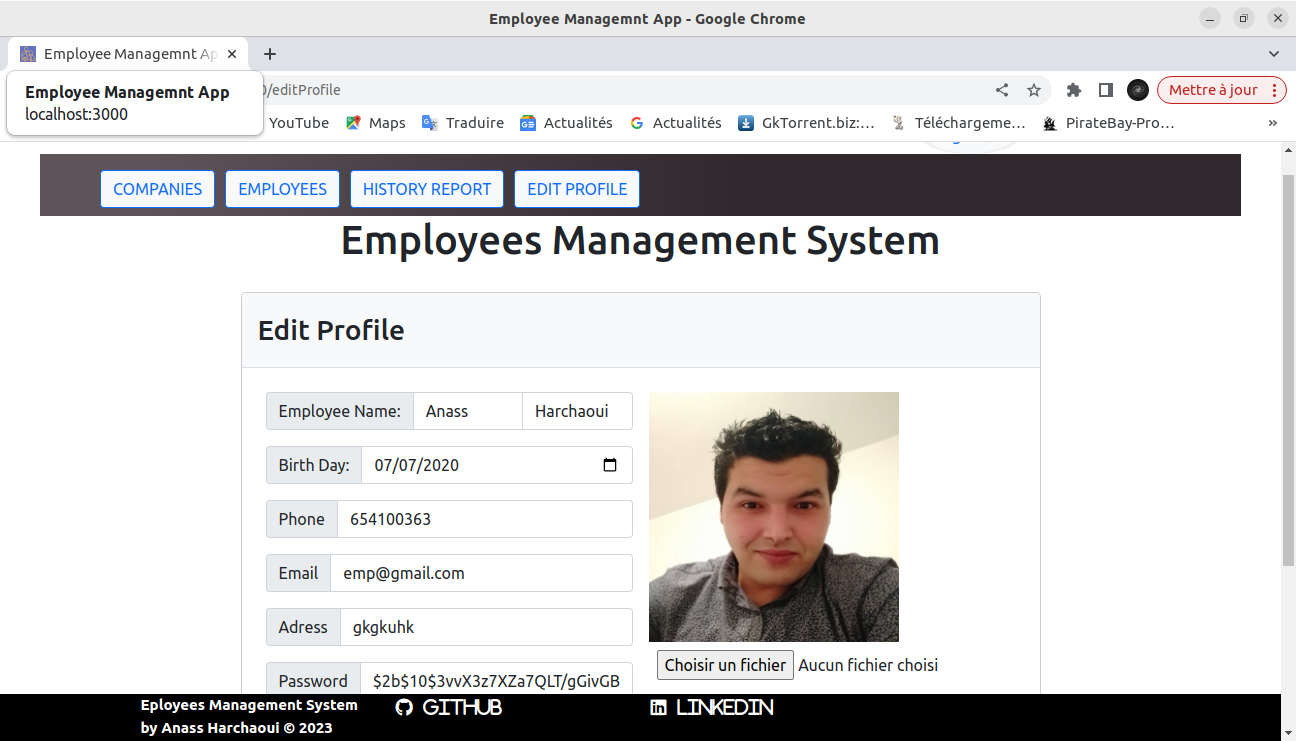 Employee Managemnt App - Google Chrome
Employee Managemnt Ap
Employee Managemnt App
localhost:3000
/editProfile
Mettre à jour
YouTube
Maps
Traduire
Actualités
Actualités
GkTorrent.biz:...
Téléchargeme...
PirateBay-Pro...
»
COMPANIES
EMPLOYEES
HISTORY REPORT
EDIT PROFILE
Employees Management System
Edit Profile
Employee Name: Anass Harchaoui
Birth Day: 07/07/2020
Phone 654100363
Email emp@gmail.com
Adress gkgkuhk
Choisir un fichier Aucun fichier choisi
Password $2b$10$3vvX3z7XZa7QLT/gGivGB
Eployees Management System
by Anass Harchaoui © 2023
GITHUB
LINKEDIN